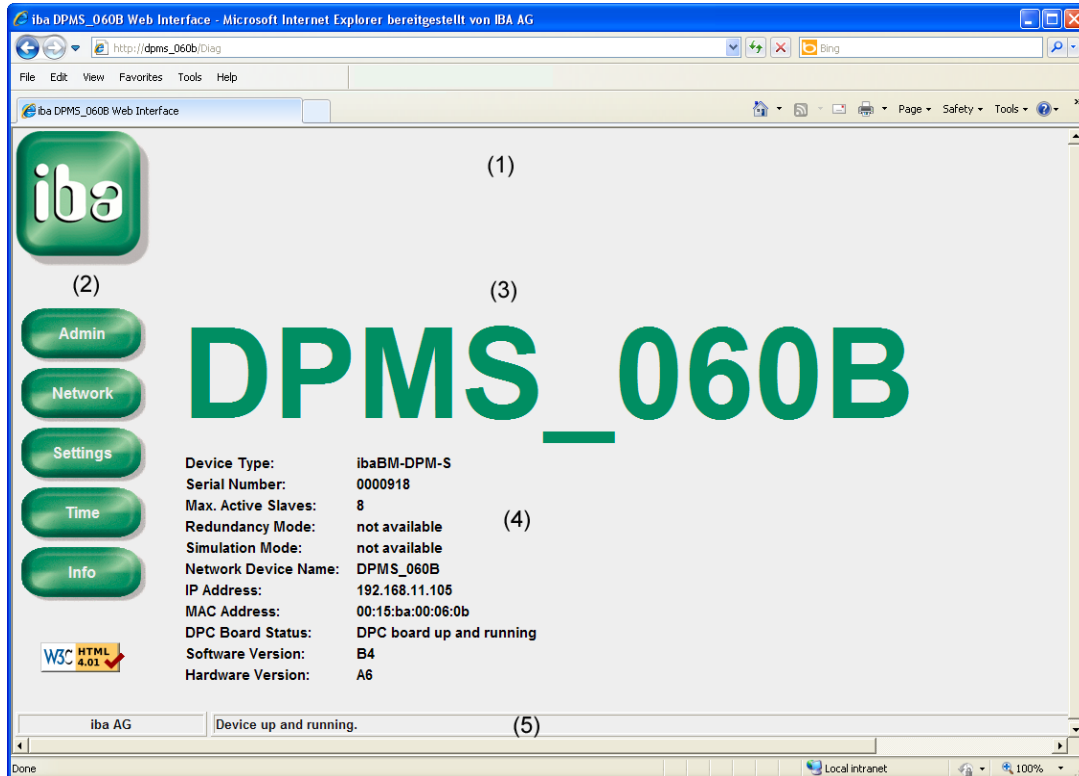 iba DPMS_060B Web Interface - Microsoft Internet Explorer bereitgestellt von IBA AG
http://dpms_060b/Diag
Bing
File Edit View Favorites Tools Help
iba DPMS_060B Web Interface
Page Safety Tools
iba
(1)
(2)
(3)
Admin
Network
Settings
Time
Info
DPMS_060B
Device Type: ibaBM-DPM-S
Serial Number: 0000918
Max. Active Slaves: 8
(4)
Redundancy Mode: not available
Simulation Mode: not available
Network Device Name: DPMS_060B
IP Address: 192.168.11.105
MAC Address: 00:15:ba:00:06:0b
DPC Board Status: DPC board up and running
Software Version: B4
Hardware Version: A6
W3C HTML 4.01
iba AG
Device up and running.
(5)
Done
Local intranet
100%